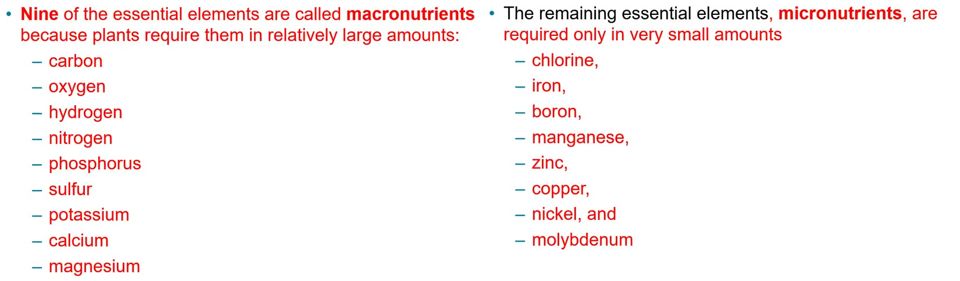 • Nine of the essential elements are called macronutrients
because plants require them in relatively large amounts:
– carbon
– oxygen
– hydrogen
– nitrogen
– phosphorus
– sulfur
– potassium
– calcium
– magnesium
• The remaining essential elements, micronutrients, are
required only in very small amounts
– chlorine,
– iron,
– boron,
– manganese,
– zinc,
– copper,
– nickel, and
– molybdenum